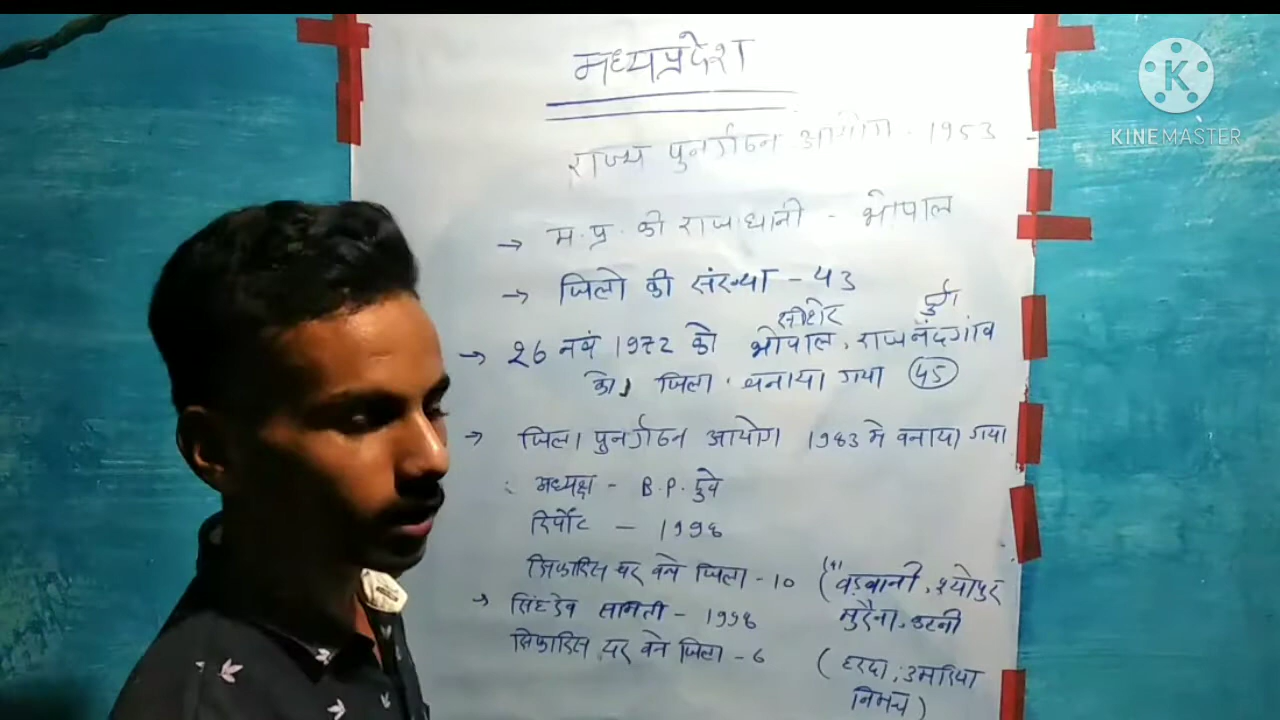 मध्यप्रदेश
राज्य पुनर्गठन आयोग - 1953
→ म.प्र. की राजधानी - भोपाल
→ जिलो की संख्या - 43
सीहोर दुर्ग
→ 26 नवं 1972 को भोपाल, राजनंदगांव
को जिला बनाया गया 45
→ जिला पुनर्गठन आयोग 1983 मे बनाया गया
अध्यक्ष - B.P. दुबे
रिर्पोट - 1998
सिफारिस पर बने जिला - 10 (बड़वानी, श्योपुर
→ सिंहदेव समिती - 1998 मुरैना, कटनी
सिफारिस पर बने जिला - 6 (हरदा, उमरिया
निमच)
KINEMASTER